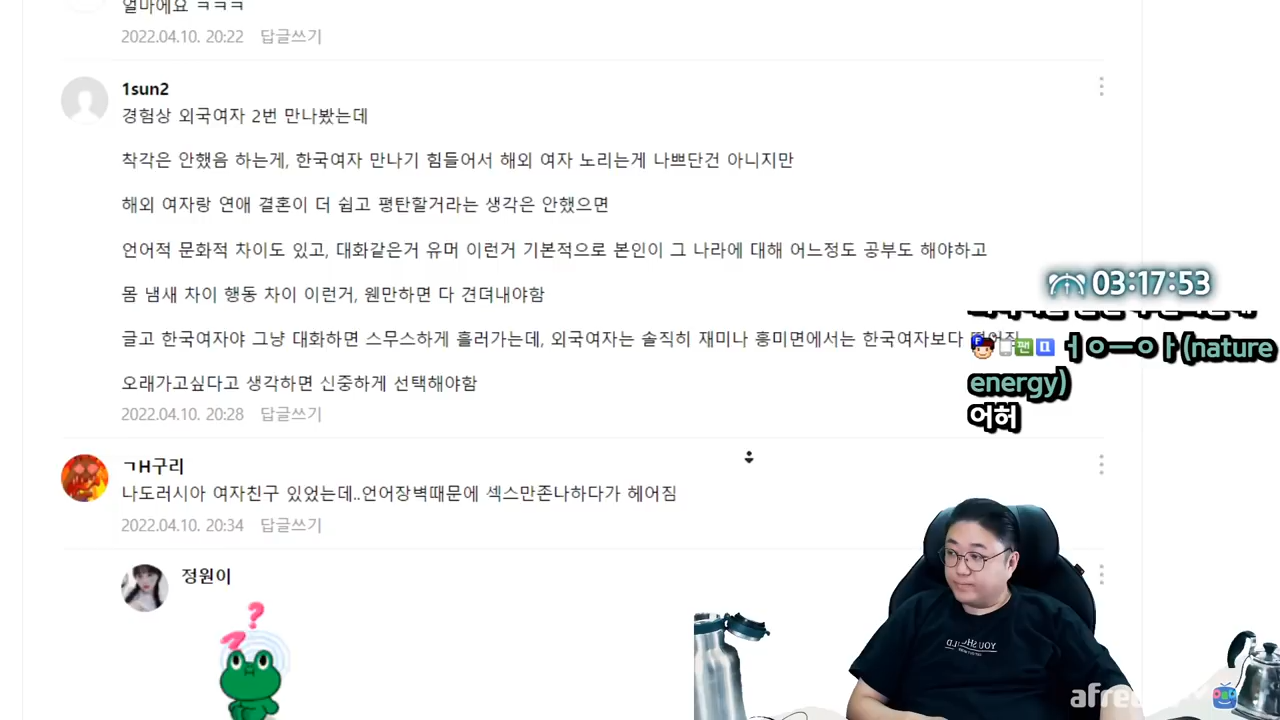 얼마에요 ㅋㅋㅋ
2022.04.10. 20:22 답글쓰기
1sun2
경험상 외국여자 2번 만나봤는데
착각은 안했음 하는게, 한국여자 만나기 힘들어서 해외 여자 노리는게 나쁘단건 아니지만
해외 여자랑 연애 결혼이 더 쉽고 평탄할거라는 생각은 안했으면
언어적 문화적 차이도 있고, 대화같은거 유머 이런거 기본적으로 본인이 그 나라에 대해 어느정도 공부도 해야하고
몸 냄새 차이 행동 차이 이런거, 웬만하면 다 견뎌내야함
글고 한국여자야 그냥 대화하면 스무스하게 흘러가는데, 외국여자는 솔직히 재미나 흥미면에서는 한국여자보다
오래가고싶다고 생각하면 신중하게 선택해야함
2022.04.10. 20:28 답글쓰기
03:17:53
팬 ㅓㅇㅡㅇㅏ(nature
energy)
어허
ㄱH구리
나도러시아 여자친구 있었는데..언어장벽때문에 섹스만존나하다가 헤어짐
2022.04.10. 20:34 답글쓰기
정원이